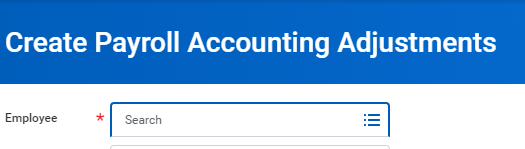 Create Payroll Accounting Adjustments
Employee * Search